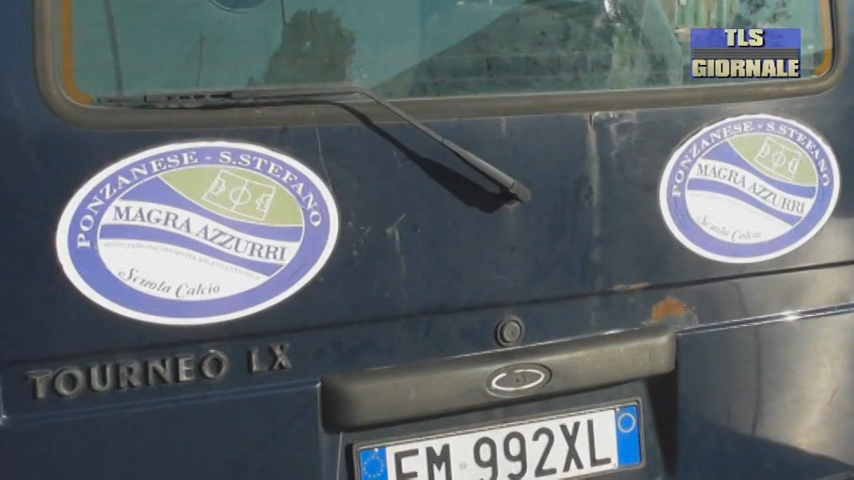 TLS
GIORNALE
PONZANESE - S.STEFANO
MAGRA AZZURRI
Scuola Calcio
PONZANESE - S.STEFANO
MAGRA AZZURRI
Scuola Calcio
TOURNEO LX
EM 992XL